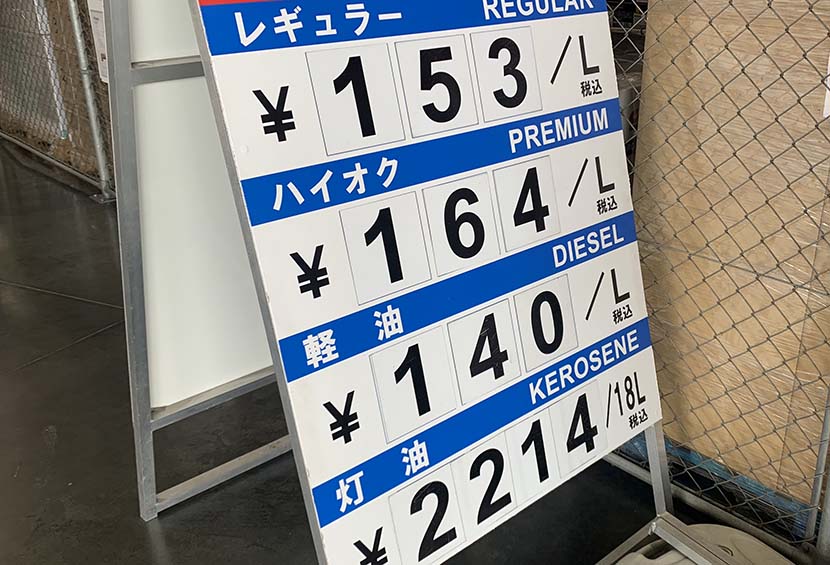 レギュラー REGULAR
¥153/L 税込
ハイオク PREMIUM
¥164/L 税込
軽油 DIESEL
¥140/L 税込
灯油 KEROSENE
¥2214/18L 税込